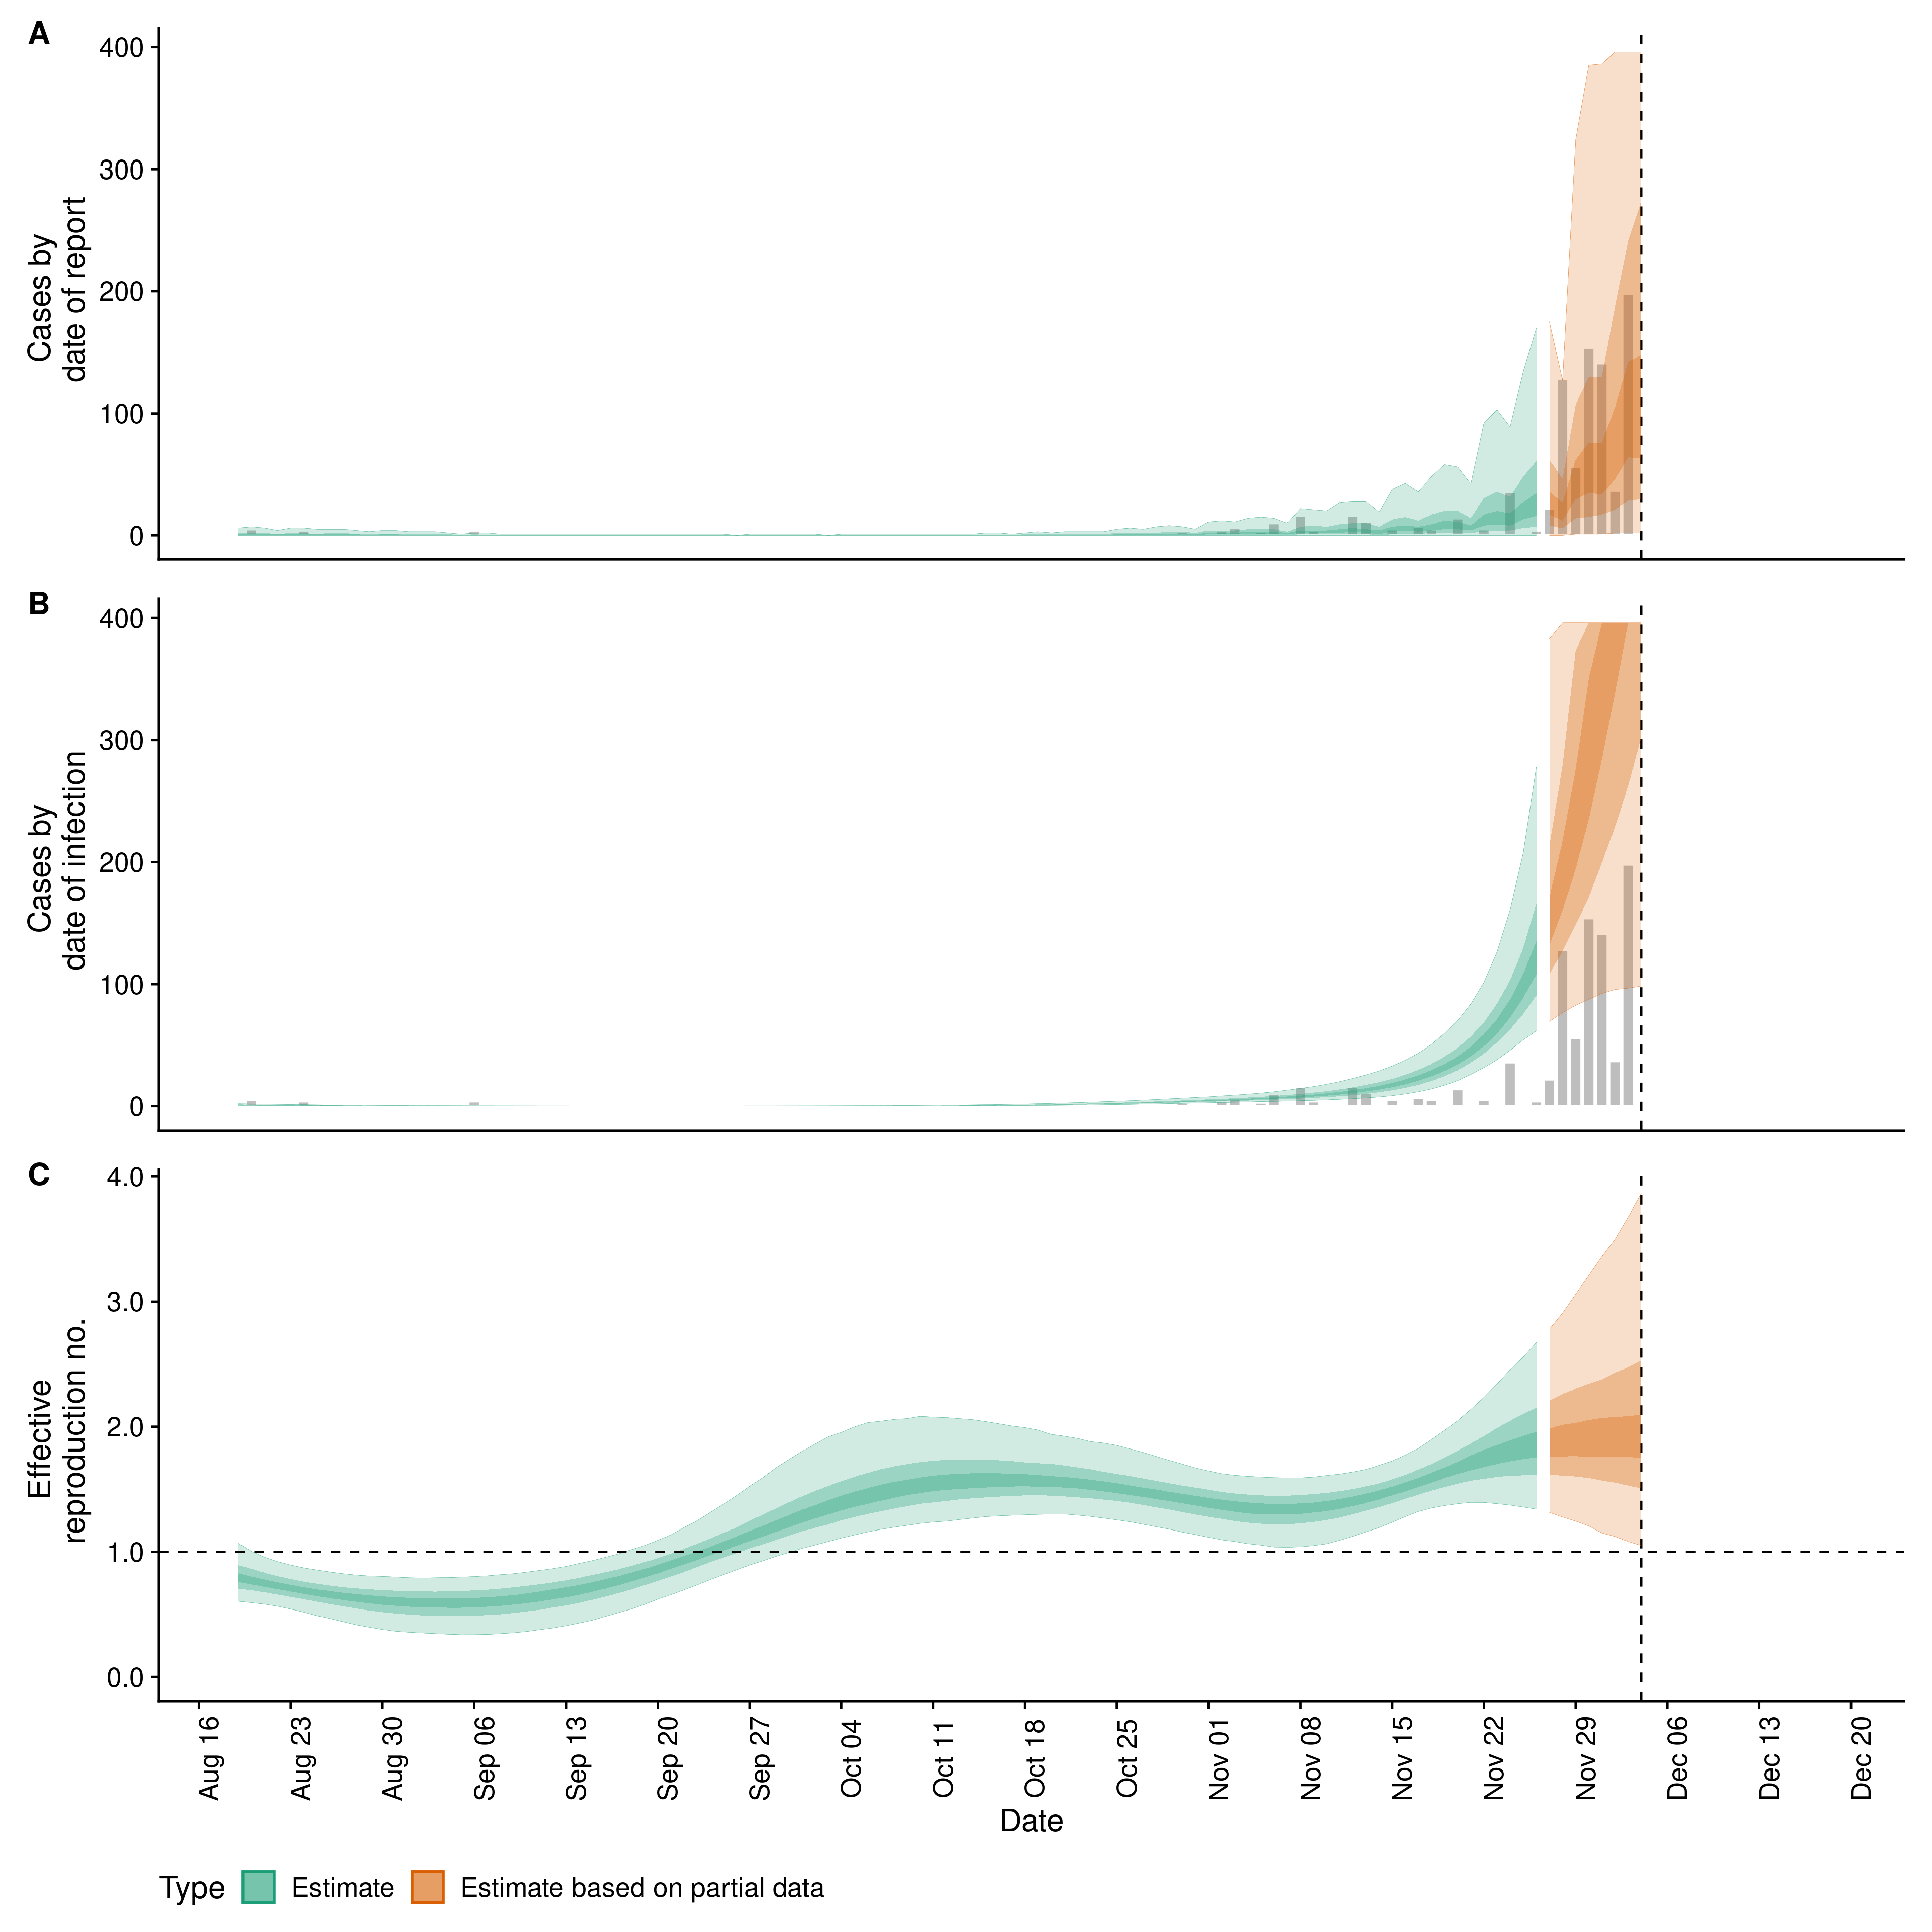 A
400
300
200
100
0
Cases by
date of report
B
400
300
200
100
0
Cases by
date of infection
C
4.0
3.0
2.0
1.0
0.0
Effective
reproduction no.
Aug 16
Aug 23
Aug 30
Sep 06
Sep 13
Sep 20
Sep 27
Oct 04
Oct 11
Oct 18
Oct 25
Nov 01
Nov 08
Nov 15
Nov 22
Nov 29
Dec 06
Dec 13
Dec 20
Date
Type Estimate Estimate based on partial data